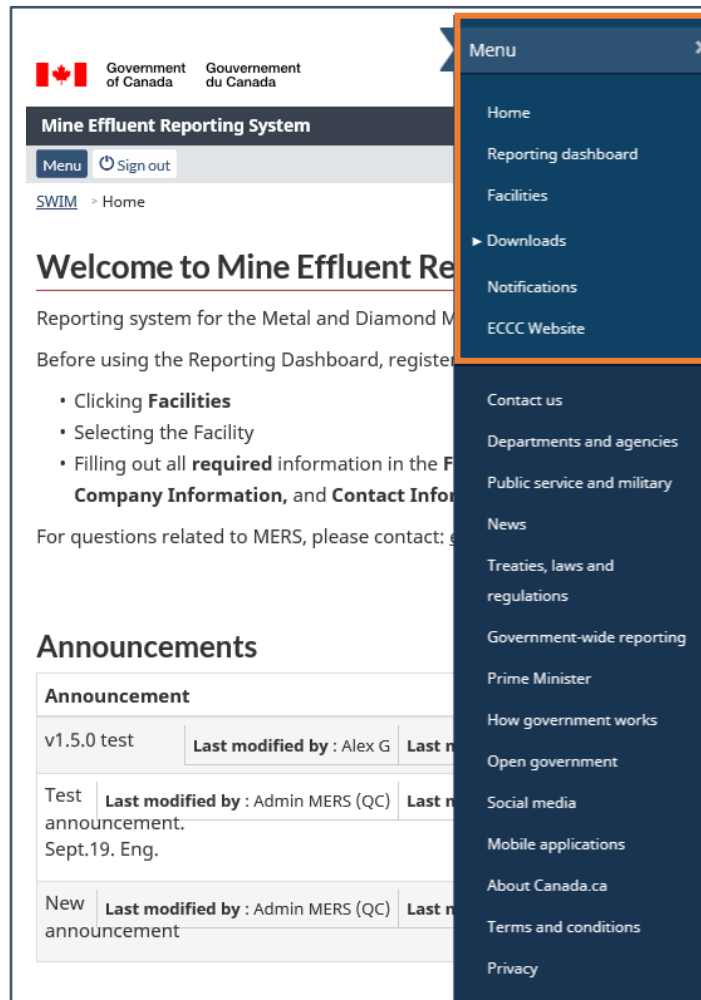 Government
of Canada
Gouvernement
du Canada
Mine Effluent Reporting System
Menu
Sign out
SWIM > Home
Welcome to Mine Effluent Re
Reporting system for the Metal and Diamond M
Before using the Reporting Dashboard, register
• Clicking Facilities
• Selecting the Facility
• Filling out all required information in the F
Company Information, and Contact Infor
For questions related to MERS, please contact:
Announcements
Announcement
v1.5.0 test
Last modified by : Alex G
Last
Test
announcement.
Sept.19. Eng.
Last modified by : Admin MERS (QC)
Last
New
announcement
Last modified by : Admin MERS (QC)
Last
Menu
Home
Reporting dashboard
Facilities
Downloads
Notifications
ECCC Website
Contact us
Departments and agencies
Public service and military
News
Treaties, laws and
regulations
Government-wide reporting
Prime Minister
How government works
Open government
Social media
Mobile applications
About Canada.ca
Terms and conditions
Privacy